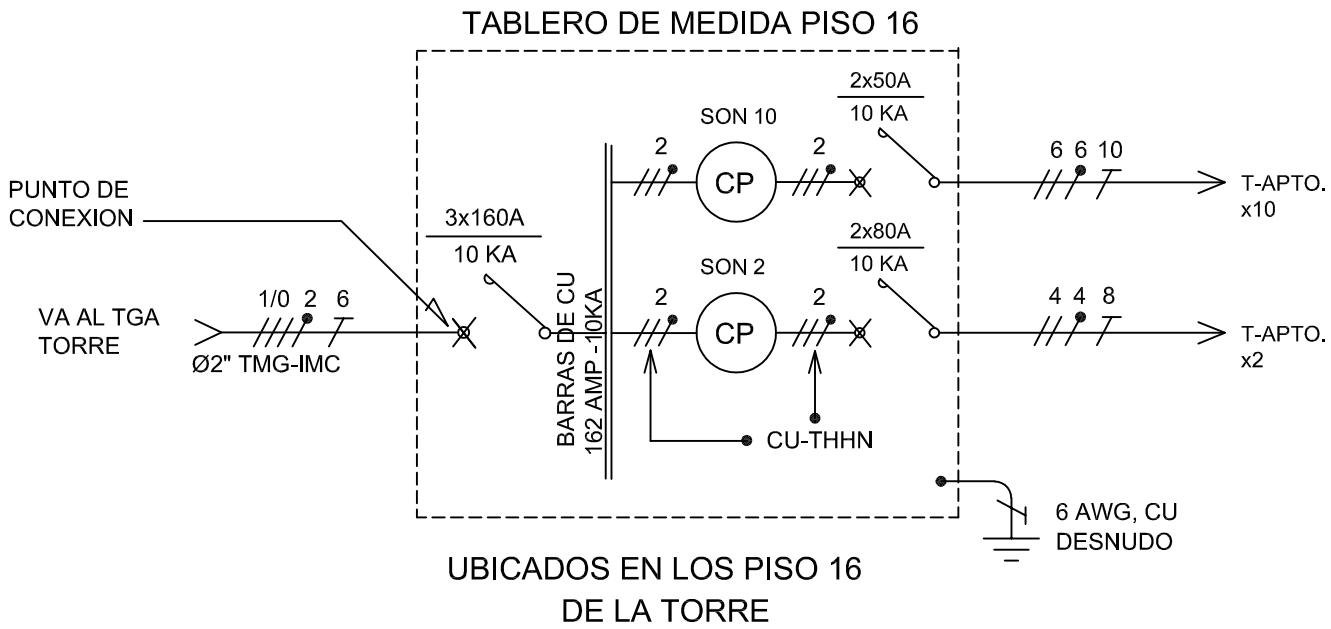 TABLERO DE MEDIDA PISO 16
2x50A
10 KA
SON 10
2
CP
2
6 6 10
T-APTO.
x10
PUNTO DE
CONEXION
3x160A
10 KA
2x80A
10 KA
SON 2
2
CP
2
4 4 8
T-APTO.
x2
VA AL TGA
TORRE
1/0 2 6
Ø2" TMG-IMC
BARRAS DE CU
162 AMP -10KA
CU-THHN
6 AWG, CU
DESNUDO
UBICADOS EN LOS PISO 16
DE LA TORRE